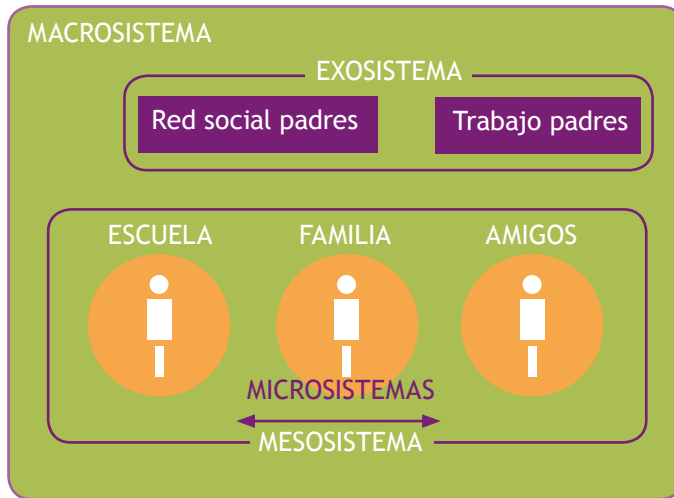 MACROSISTEMA
EXOSISTEMA
Red social padres
Trabajo padres
ESCUELA
FAMILIA
AMIGOS
MICROSISTEMAS
MESOSISTEMA